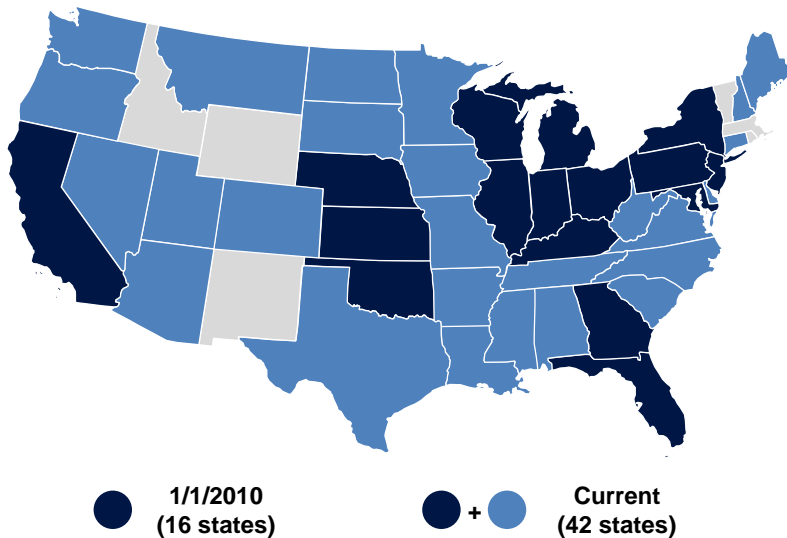 1/1/2010
(16 states)
+
Current
(42 states)